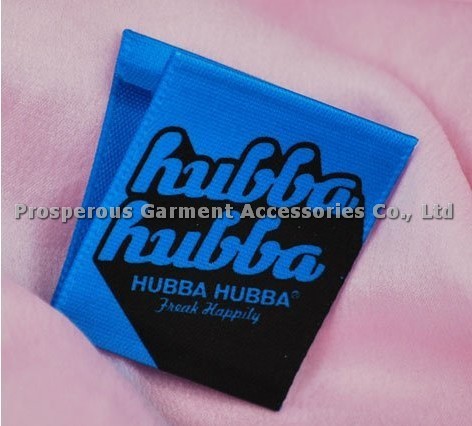 hubba
Prosperous Garment Accessories Co., Ltd
hubba
HUBBA HUBBA®
Freak Happily